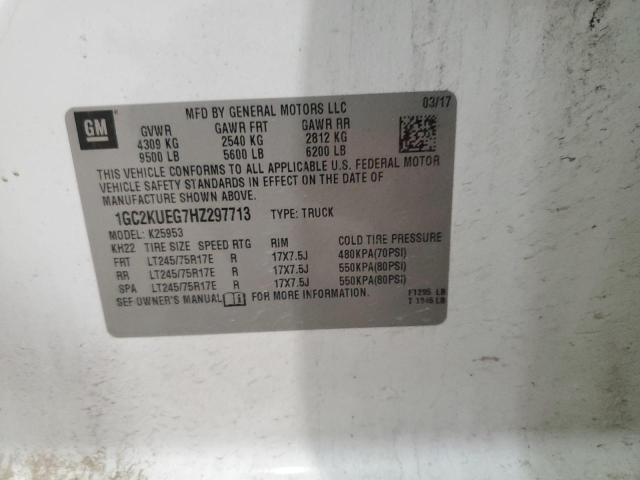 GM
MFD BY GENERAL MOTORS LLC 03/17
GVWR GAWR FRT GAWR RR
4309 KG 2540 KG 2812 KG
9500 LB 5600 LB 6200 LB
THIS VEHICLE CONFORMS TO ALL APPLICABLE U.S. FEDERAL MOTOR
VEHICLE SAFETY STANDARDS IN EFFECT ON THE DATE OF
MANUFACTURE SHOWN ABOVE.
1GC2KUEG7HZ297713 TYPE: TRUCK
MODEL: K25953
KH22 TIRE SIZE SPEED RTG RIM COLD TIRE PRESSURE
FRT LT245/75R17E R 17X7.5J 480KPA(70PSI)
RR LT245/75R17E R 17X7.5J 550KPA(80PSI)
SPA LT245/75R17E R 17X7.5J 550KPA(80PSI)
SEE OWNER'S MANUAL FOR MORE INFORMATION. F1295 LB
T 1946 LB